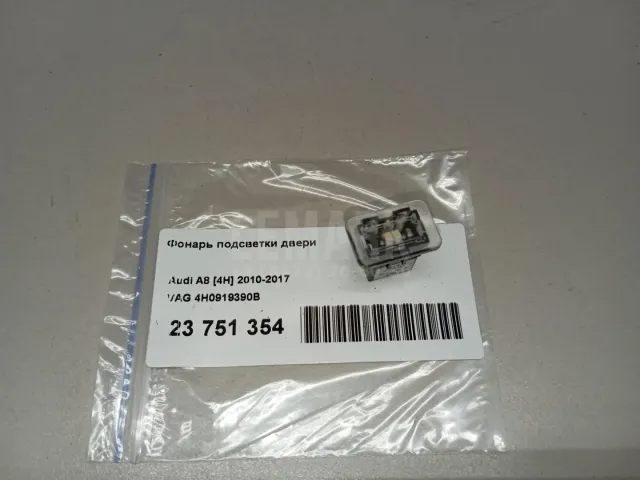 Фонарь подсветки двери
Audi A8 [4H] 2010-2017
VAG 4H0919390B
23 751 354